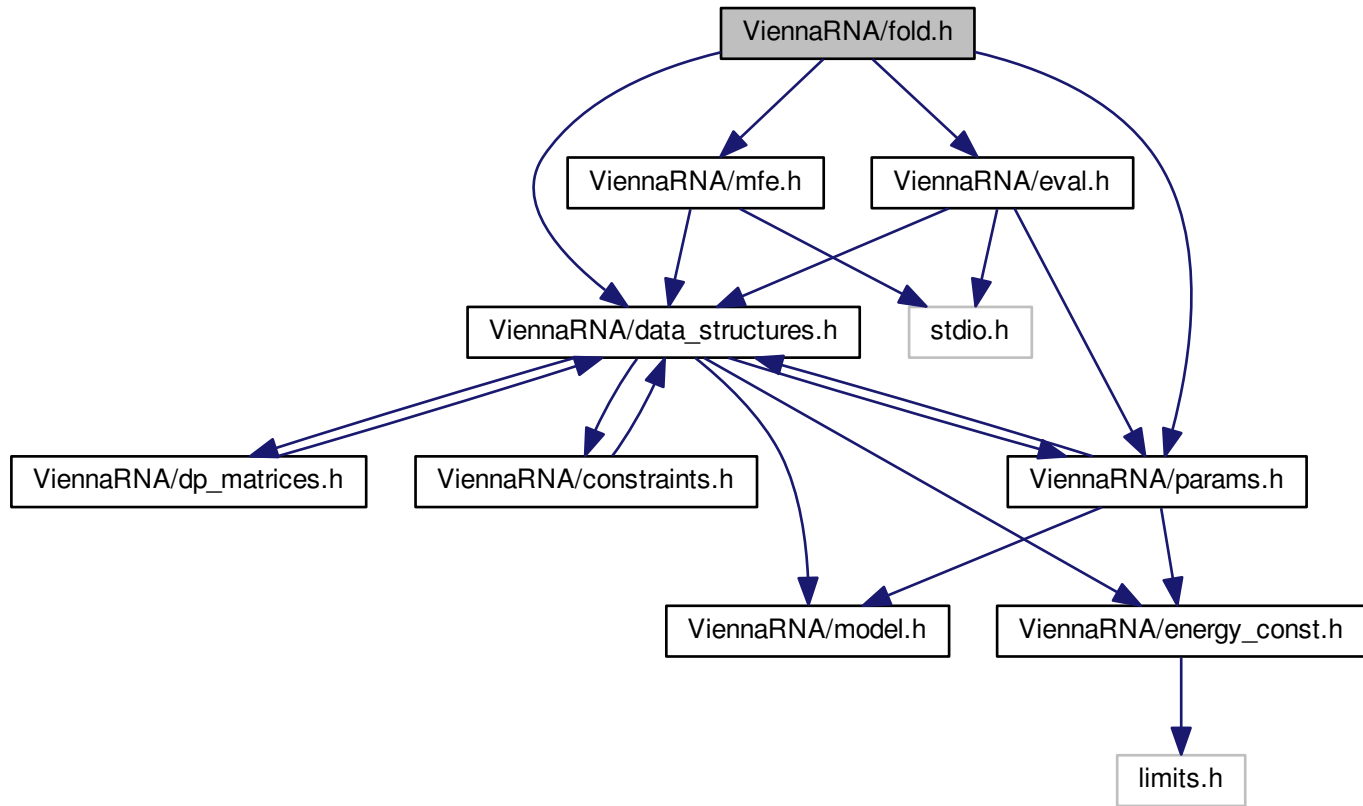 ViennaRNA/fold.h
ViennaRNA/mfe.h
ViennaRNA/eval.h
ViennaRNA/data_structures.h
stdio.h
ViennaRNA/dp_matrices.h
ViennaRNA/constraints.h
ViennaRNA/params.h
ViennaRNA/model.h
ViennaRNA/energy_const.h
limits.h